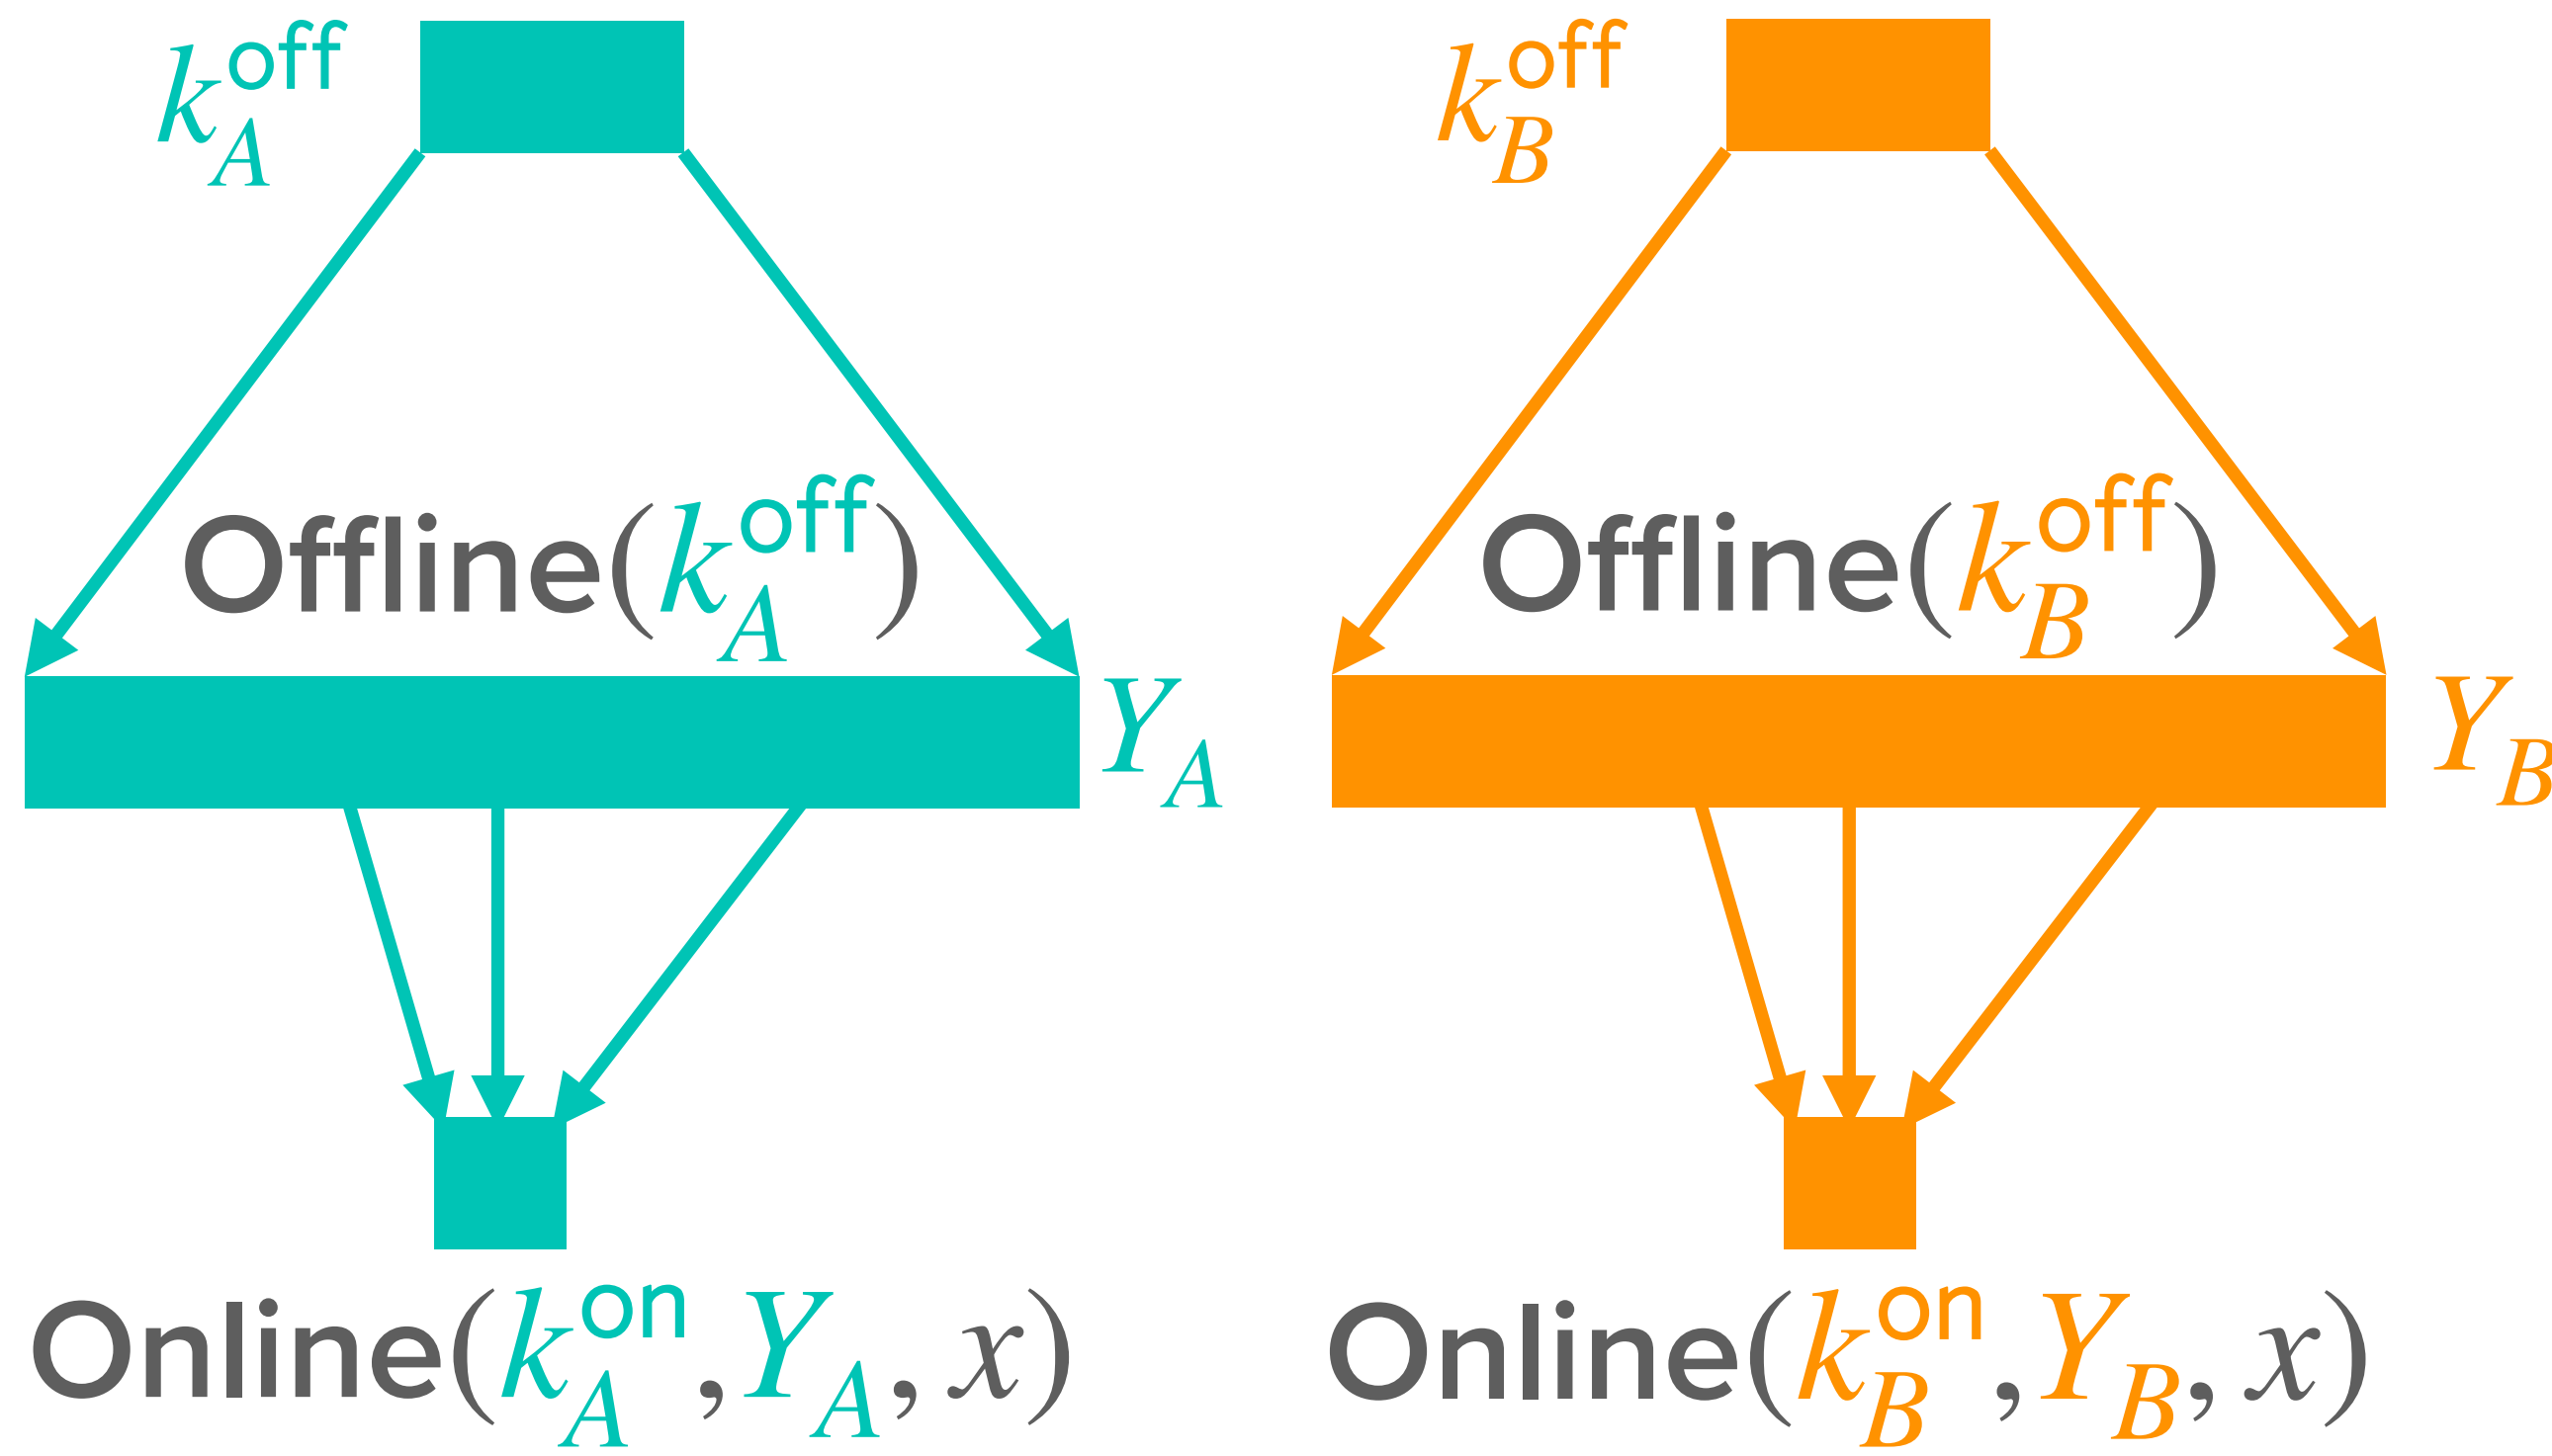 k_A^off
k_B^off
Offline(k_A^off)
Offline(k_B^off)
Y_A
Y_B
Online(k_A^on, Y_A, x)
Online(k_B^on, Y_B, x)